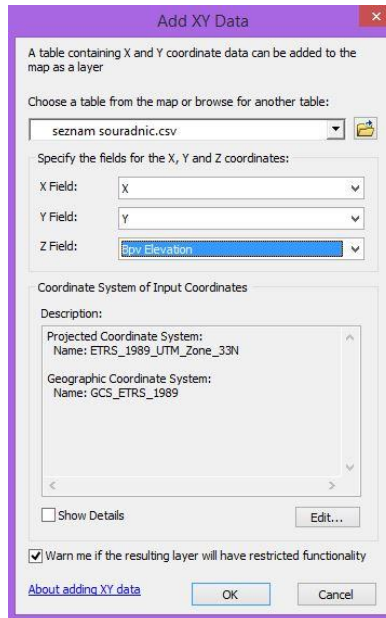 Add XY Data
A table containing X and Y coordinate data can be added to the
map as a layer
Choose a table from the map or browse for another table:
seznam souradnic.csv
Specify the fields for the X, Y and Z coordinates:
X Field:
X
Y Field:
Y
Z Field:
Bpv Elevation
Coordinate System of Input Coordinates
Description:
Projected Coordinate System:
Name: ETRS_1989_UTM_Zone_33N
Geographic Coordinate System:
Name: GCS_ETRS_1989
Show Details
Edit...
Warn me if the resulting layer will have restricted functionality
About adding XY data
OK
Cancel